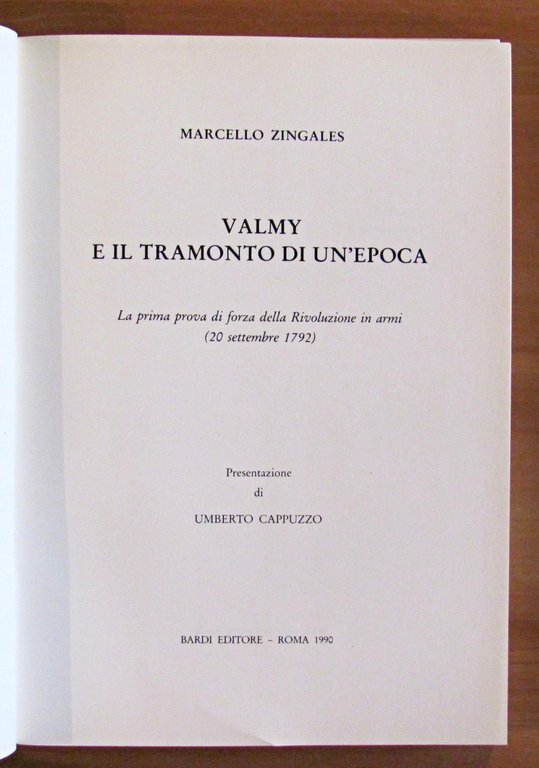 MARCELLO ZINGALES
VALMY
E IL TRAMONTO DI UN'EPOCA
La prima prova di forza della Rivoluzione in armi
(20 settembre 1792)
Presentazione
di
UMBERTO CAPPUZZO
BARDI EDITORE – ROMA 1990